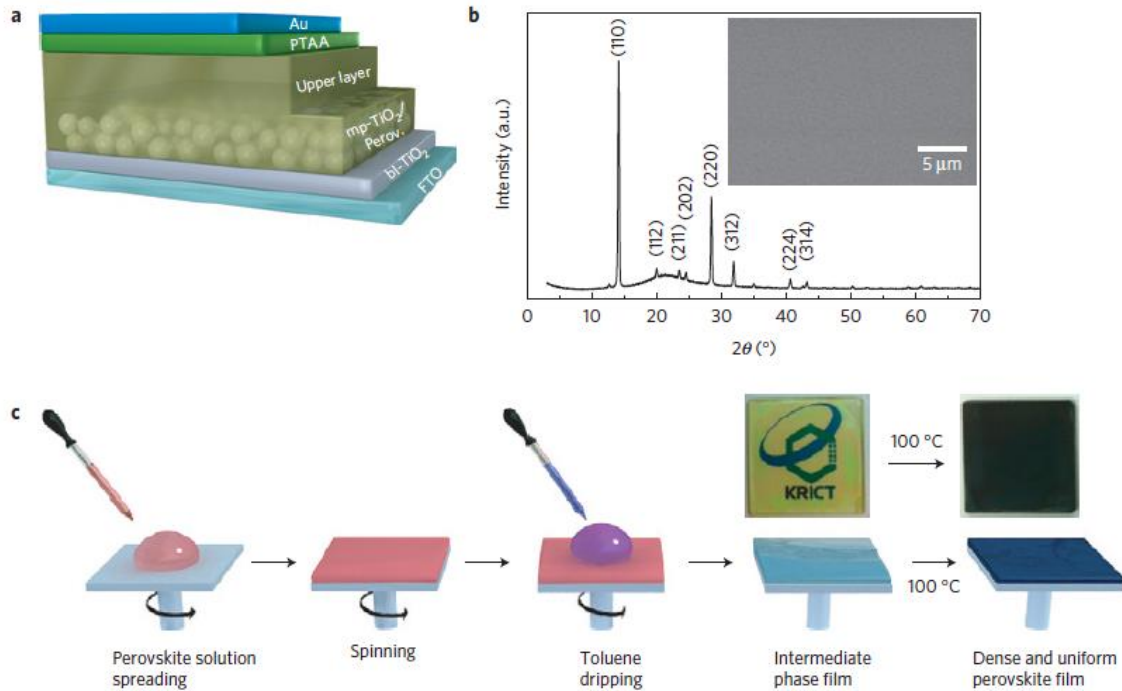 a
Au
PTAA
Upper layer
mp-TiO₂/
Perov.
bl-TiO₂
FTO
b
Intensity (a.u.)
(110)
(112)
(211)
(202)
(220)
(312)
(224)
(314)
5 µm
0 10 20 30 40 50 60 70
2θ (°)
c
KRICT
100 °C
100 °C
Perovskite solution
spreading
Spinning
Toluene
dripping
Intermediate
phase film
Dense and uniform
perovskite film